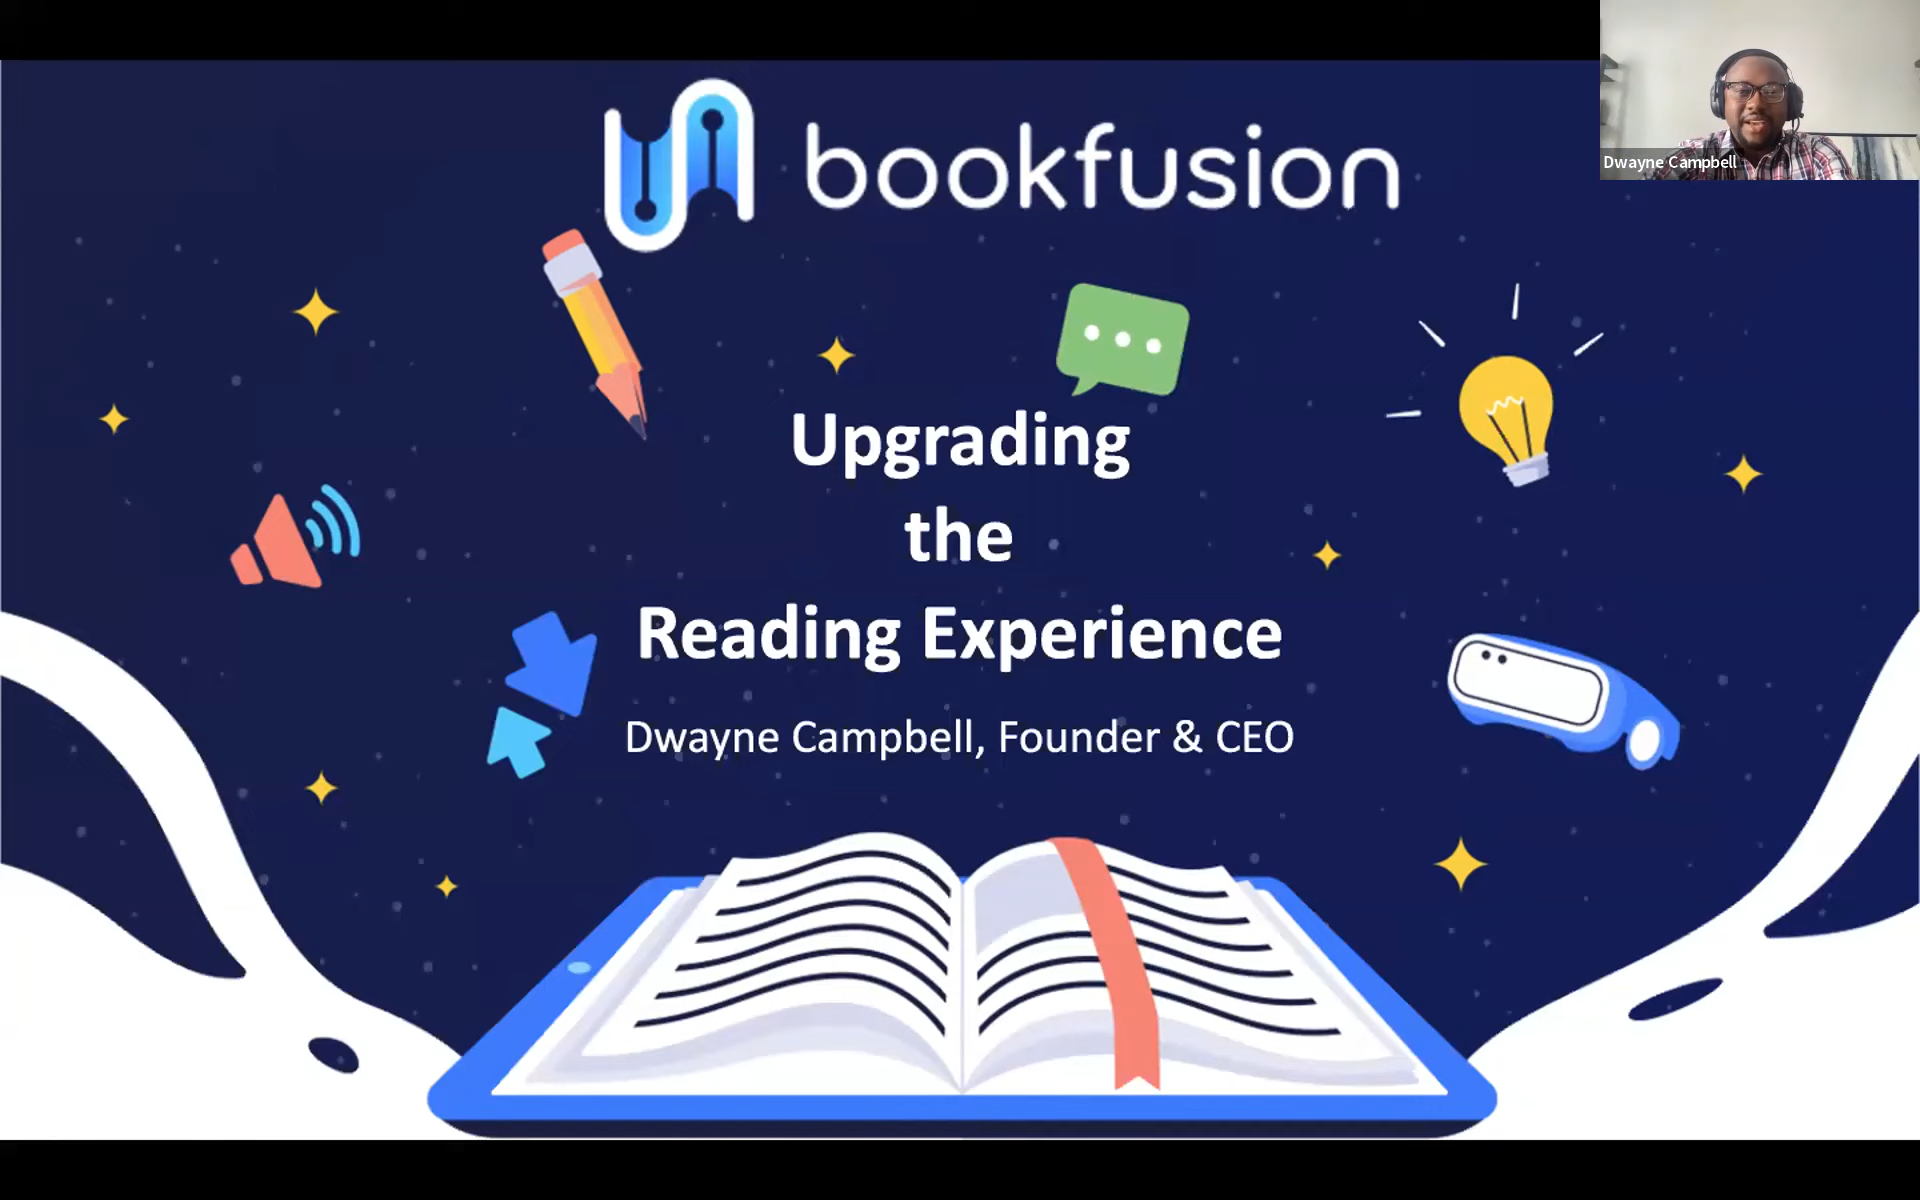 bookfusion
Dwayne Campbell
Upgrading
the
Reading Experience
Dwayne Campbell, Founder & CEO